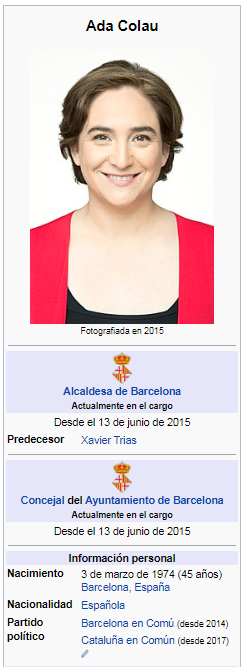 Ada Colau
Fotografiada en 2015
Alcaldesa de Barcelona
Actualmente en el cargo
Desde el 13 de junio de 2015
Predecesor Xavier Trias
Concejal del Ayuntamiento de Barcelona
Actualmente en el cargo
Desde el 13 de junio de 2015
Información personal
Nacimiento 3 de marzo de 1974 (45 años)
Barcelona, España
Nacionalidad Española
Partido Barcelona en Comú (desde 2014)
político Cataluña en Común (desde 2017)